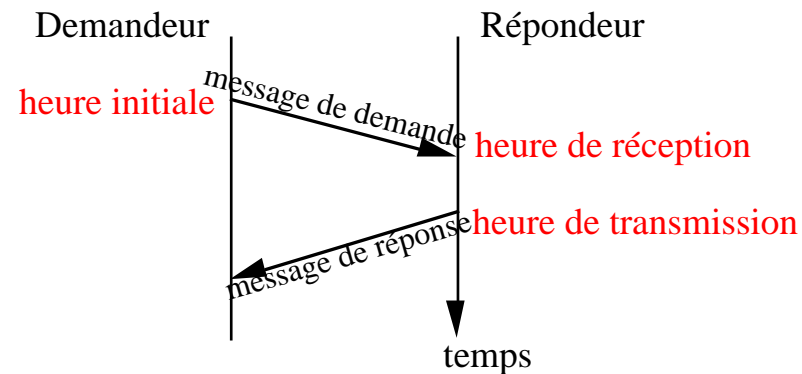 Demandeur
Répondeur
message de demande
heure initiale
heure de réception
heure de transmission
message de réponse
temps